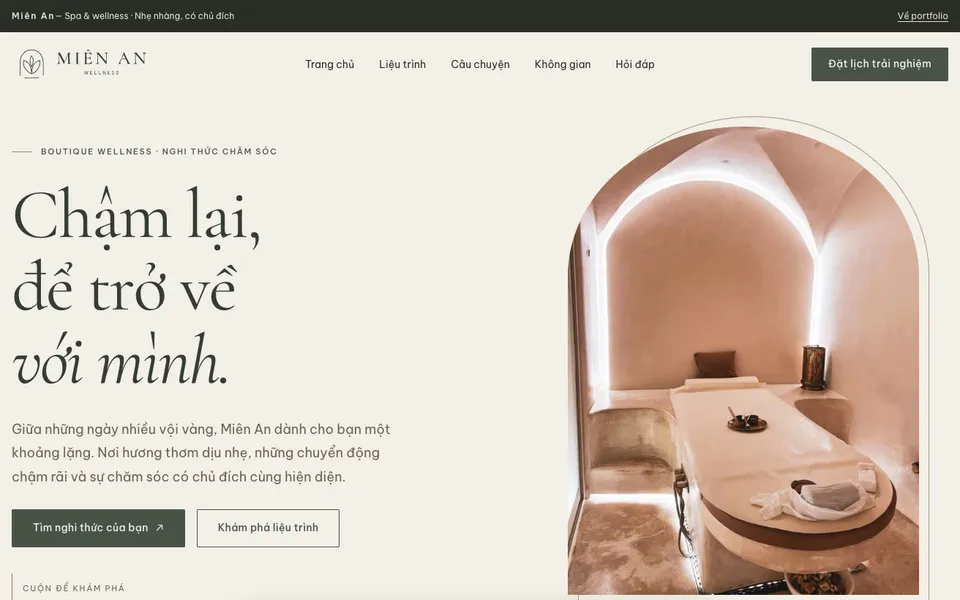 Miên An — Spa & wellness · Nhẹ nhàng, có chủ đích
Về portfolio
MIÊN AN
WELLNESS
Trang chủ
Liệu trình
Câu chuyện
Không gian
Hỏi đáp
Đặt lịch trải nghiệm
BOUTIQUE WELLNESS · NGHI THỨC CHĂM SÓC
Chậm lại,
để trở về
với mình.
Giữa những ngày nhiều vội vàng, Miên An dành cho bạn một
khoảng lặng. Nơi hương thơm dịu nhẹ, những chuyển động
chậm rãi và sự chăm sóc có chủ đích cùng hiện diện.
Tìm nghi thức của bạn ↗
Khám phá liệu trình
CUỘN ĐỂ KHÁM PHÁ